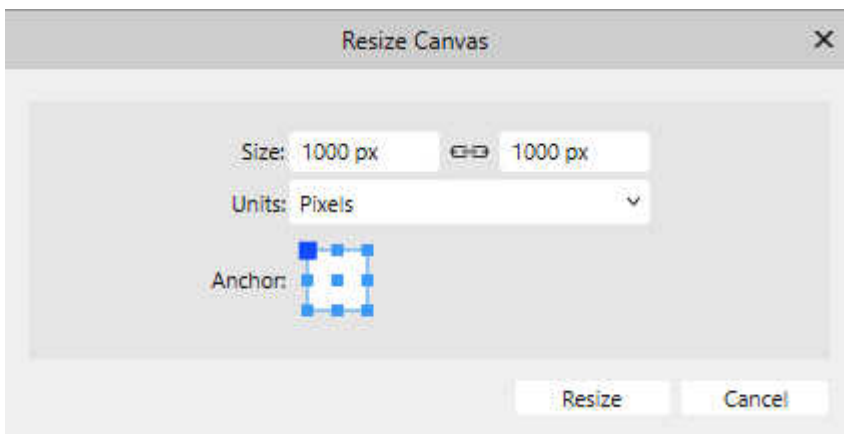 Resize Canvas
Size: 1000 px 1000 px
Units: Pixels
Anchor:
Resize Cancel